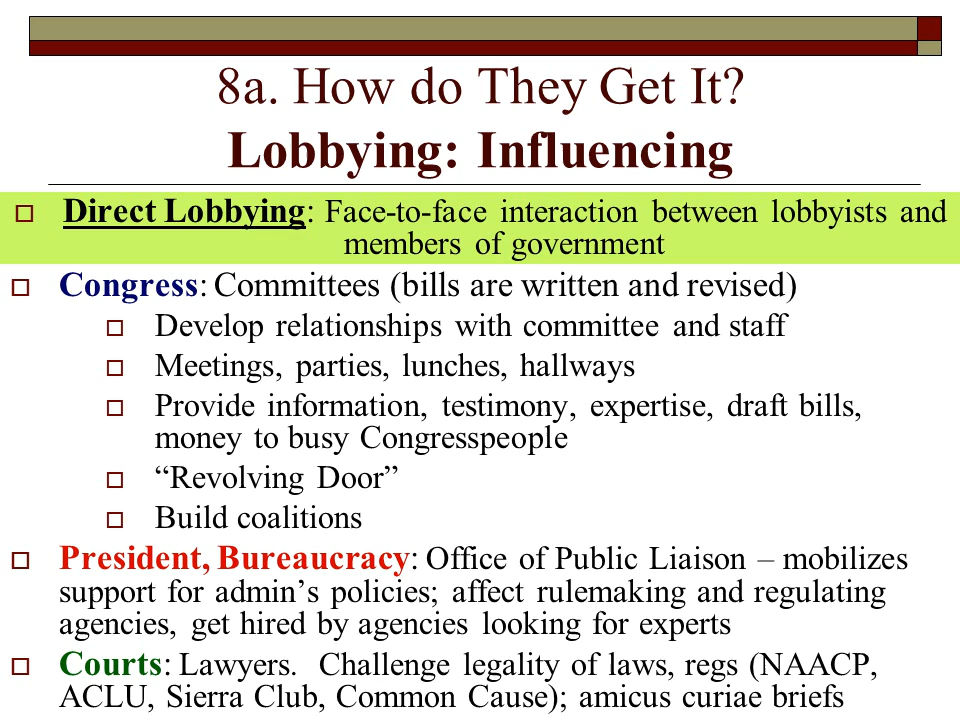 8a. How do They Get It?
Lobbying: Influencing
Direct Lobbying: Face-to-face interaction between lobbyists and
members of government
Congress: Committees (bills are written and revised)
Develop relationships with committee and staff
Meetings, parties, lunches, hallways
Provide information, testimony, expertise, draft bills,
money to busy Congresspeople
“Revolving Door”
Build coalitions
President, Bureaucracy: Office of Public Liaison – mobilizes
support for admin’s policies; affect rulemaking and regulating
agencies, get hired by agencies looking for experts
Courts: Lawyers.  Challenge legality of laws, regs (NAACP,
ACLU, Sierra Club, Common Cause); amicus curiae briefs